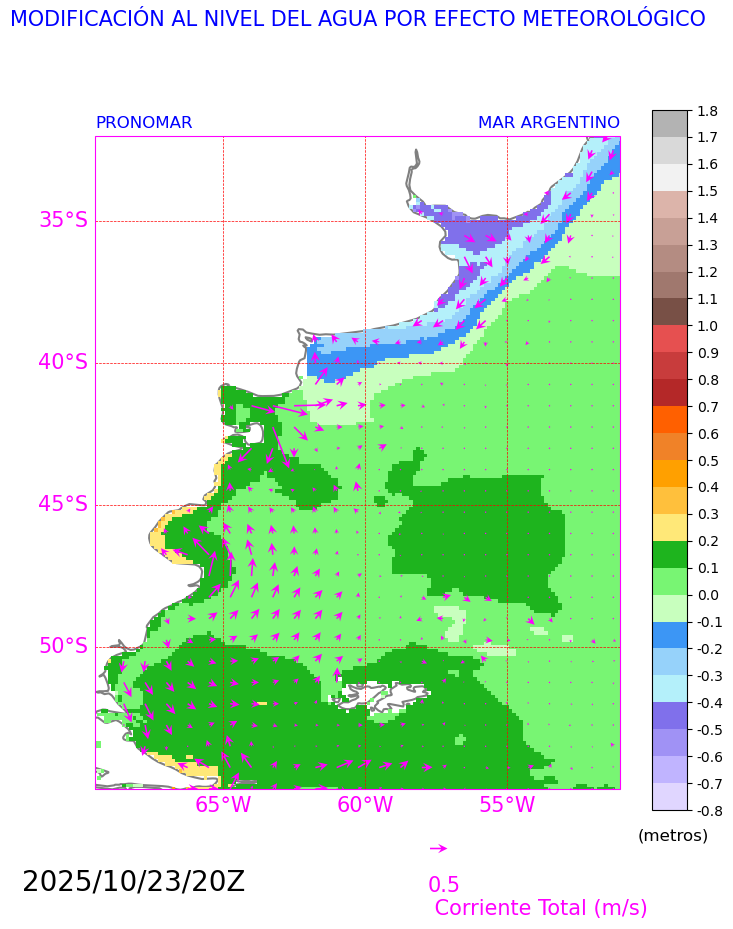 MODIFICACIÓN AL NIVEL DEL AGUA POR EFECTO METEOROLÓGICO
PRONOMAR
MAR ARGENTINO
35°S
40°S
45°S
50°S
65°W
60°W
55°W
1.8
1.7
1.6
1.5
1.4
1.3
1.2
1.1
1.0
0.9
0.8
0.7
0.6
0.5
0.4
0.3
0.2
0.1
0.0
-0.1
-0.2
-0.3
-0.4
-0.5
-0.6
-0.7
-0.8
(metros)
2025/10/23/20Z
0.5
Corriente Total (m/s)